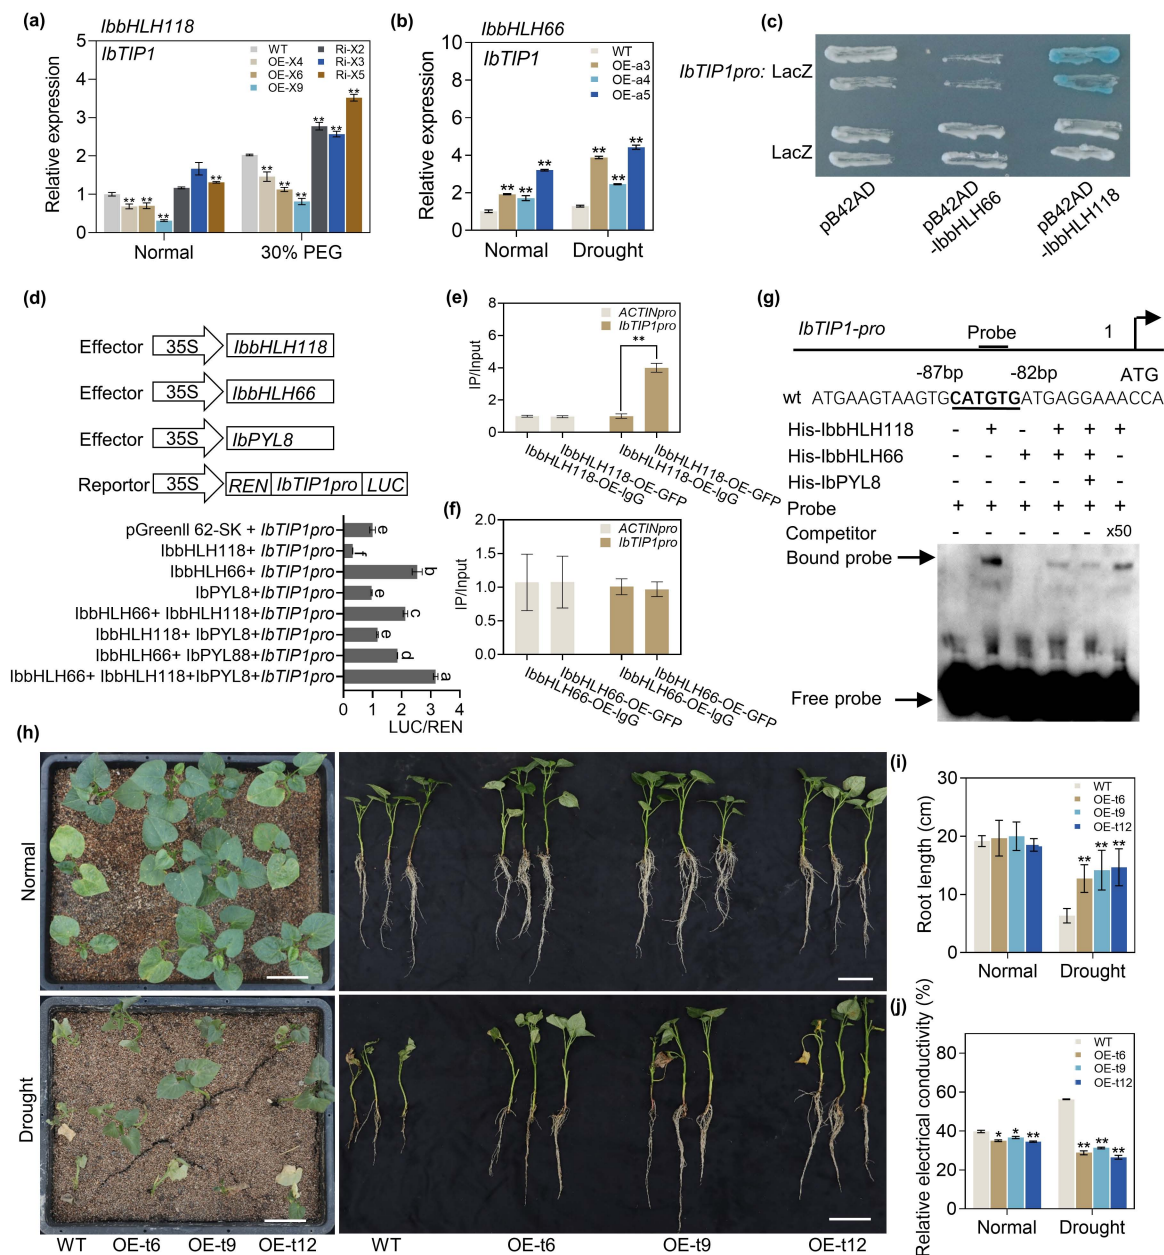 (a)
IbbHLH118
IbTIP1
WT
OE-X4
OE-X6
OE-X9
Ri-X2
Ri-X3
Ri-X5
Relative expression
5
4
3
2
1
0
** ** ** ** ** ** ** ** ** ** **
Normal
30% PEG
(b)
IbbHLH66
IbTIP1
WT
OE-a3
OE-a4
OE-a5
Relative expression
10
8
6
4
2
0
** ** ** ** ** **
Normal
Drought
(c)
IbTIP1pro: LacZ
LacZ
pB42AD
pB42AD
-IbbHLH66
pB42AD
-IbbHLH118
(d)
Effector 35S IbbHLH118
Effector 35S IbbHLH66
Effector 35S IbPYL8
Reportor 35S REN IbTIP1pro LUC
pGreenII 62-SK + IbTIP1pro e
IbbHLH118+ IbTIP1pro f
IbbHLH66+ IbTIP1pro b
IbPYL8+IbTIP1pro e
IbbHLH66+ IbbHLH118+IbTIP1pro c
IbbHLH118+ IbPYL8+IbTIP1pro e
IbbHLH66+ IbPYL88+IbTIP1pro d
IbbHLH66+ IbbHLH118+IbPYL8+IbTIP1pro a
0 1 2 3 4
LUC/REN
(e)
ACTINpro
IbTIP1pro
IP/Input
8
6
4
2
0
**
IbbHLH118-OE-IgG
IbbHLH118-OE-GFP
IbbHLH118-OE-IgG
IbbHLH118-OE-GFP
(f)
ACTINpro
IbTIP1pro
IP/Input
2.0
1.5
1.0
0.5
0.0
IbbHLH66-OE-IgG
IbbHLH66-OE-GFP
IbbHLH66-OE-IgG
IbbHLH66-OE-GFP
(g)
IbTIP1-pro Probe 1
-87bp -82bp ATG
wt ATGAAGTAAGTGCATGTGATGAGGAAACCA
His-IbbHLH118 - + - + + +
His-IbbHLH66 - - + + + -
His-IbPYL8 - - - - + -
Probe + + + + + +
Competitor - - - - - x50
Bound probe
Free probe
(h)
Normal
Drought
WT OE-t6 OE-t9 OE-t12
WT OE-t6 OE-t9 OE-t12
(i)
Root length (cm)
30
20
10
0
WT
OE-t6
OE-t9
OE-t12
** ** **
Normal
Drought
(j)
Relative electrical conductivity (%)
80
60
40
20
0
WT
OE-t6
OE-t9
OE-t12
* * ** ** ** **
Normal
Drought